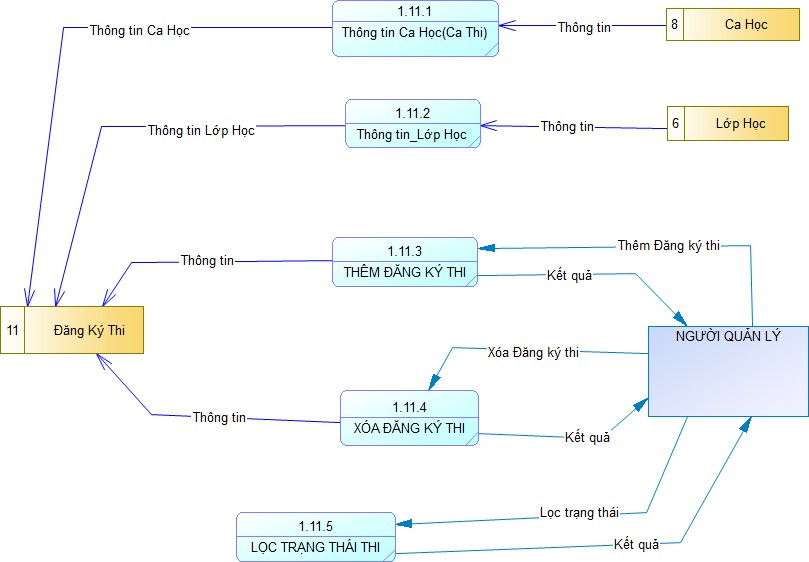 1.11.1
Thông tin Ca Học(Ca Thi)
Thông tin
8
Ca Học
Thông tin Ca Học
1.11.2
Thông tin_Lớp Học
Thông tin
6
Lớp Học
Thông tin Lớp Học
1.11.3
THÊM ĐĂNG KÝ THI
Thêm Đăng ký thi
Thông tin
Kết quả
11
Đăng Ký Thi
NGƯỜI QUẢN LÝ
Xóa Đăng ký thi
1.11.4
XÓA ĐĂNG KÝ THI
Thông tin
Kết quả
Lọc trạng thái
1.11.5
LỌC TRẠNG THÁI THI
Kết quả